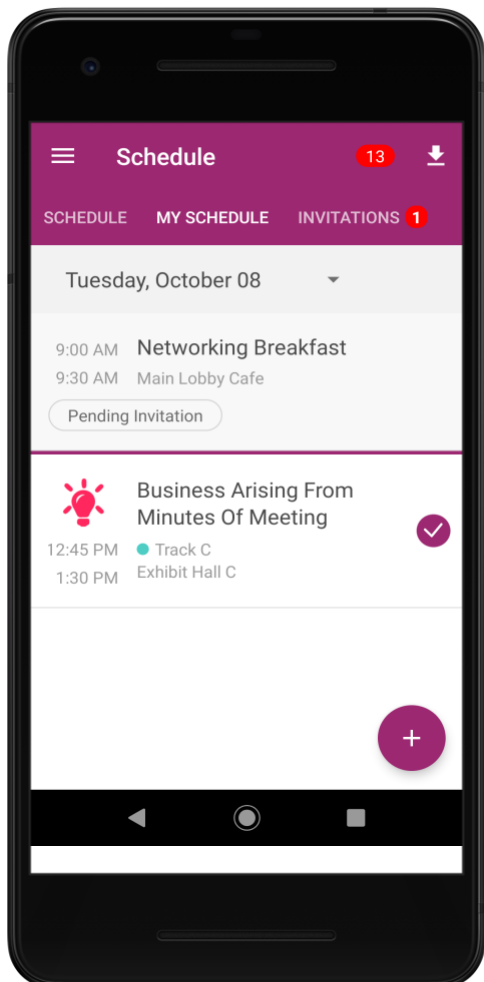 Schedule 13
SCHEDULE MY SCHEDULE INVITATIONS 1
Tuesday, October 08
9:00 AM Networking Breakfast
9:30 AM Main Lobby Cafe
Pending Invitation
Business Arising From
Minutes Of Meeting
12:45 PM Track C
1:30 PM Exhibit Hall C
+